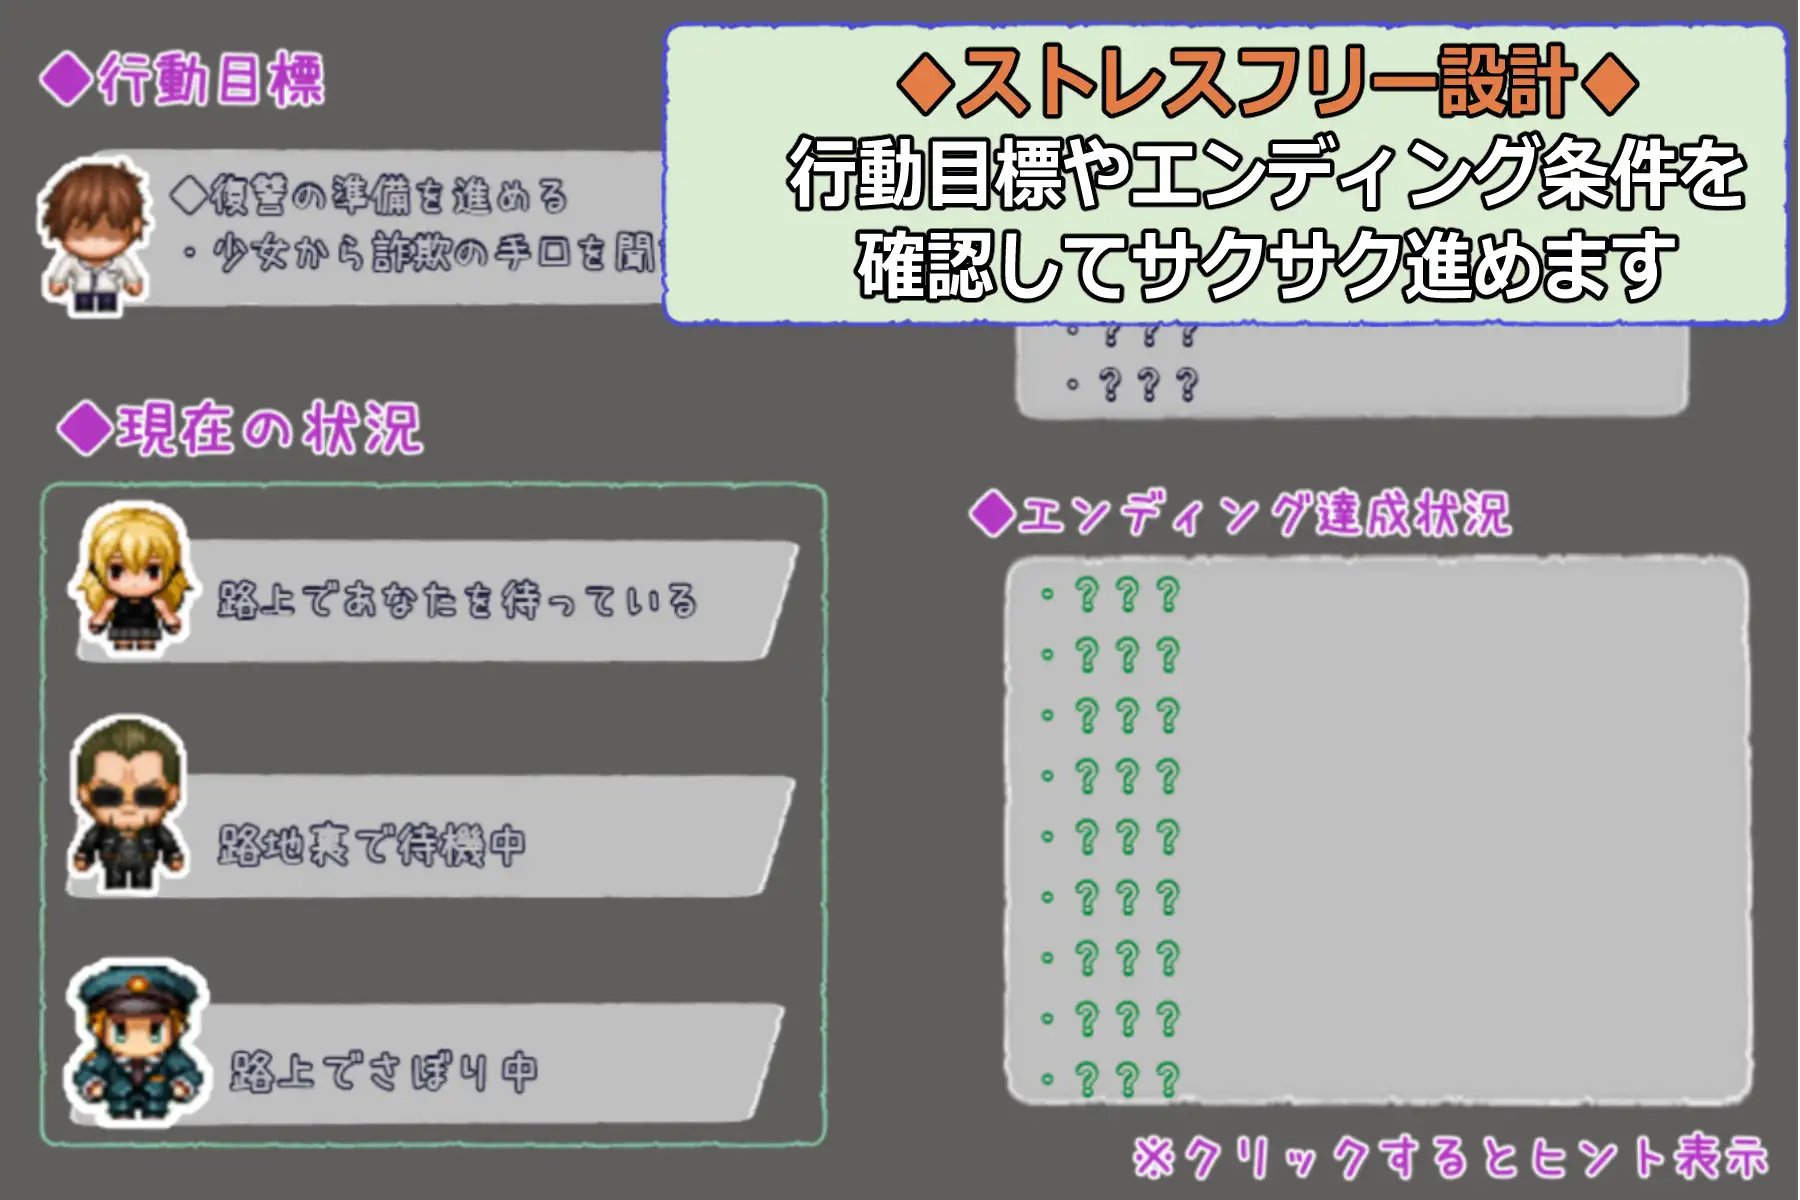 ◆行動目標
◇復讐の準備を進める
・少女から詐欺の手口を聞
◆ストレスフリー設計◆
行動目標やエンディング条件を
確認してサクサク進めます
・???
・???
◆現在の状況
路上であなたを待っている
路地裏で待機中
路上でさぼり中
◆エンディング達成状況
・???
・???
・???
・???
・???
・???
・???
・???
・???
※クリックするとヒント表示